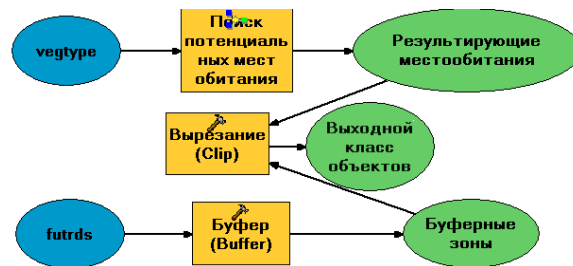 vegtype
Поиск
потенциаль
ных мест
обитания
Результирующие
местообитания
Вырезание
(Clip)
Выходной
класс
объектов
futrds
Буфер
(Buffer)
Буферные
зоны